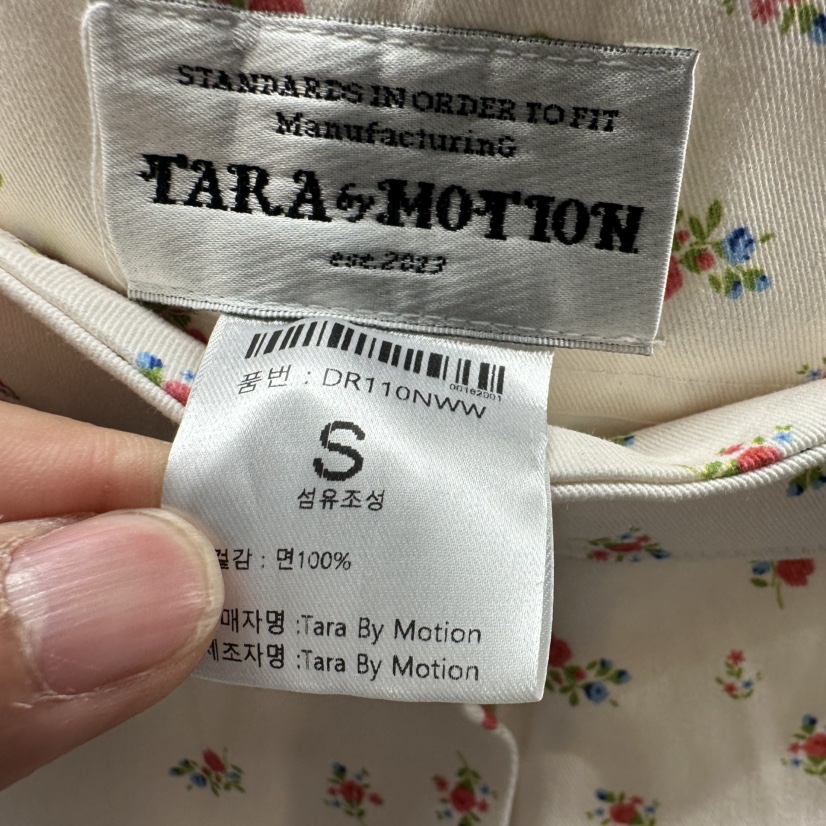 STANDARDS IN ORDER TO FIT
ManufacturinG
TARA by MOTION
est.2013
00182001
품번 : DR110NWW
S
섬유조성
겉감 : 면100%
매자명 :Tara By Motion
제조자명 :Tara By Motion